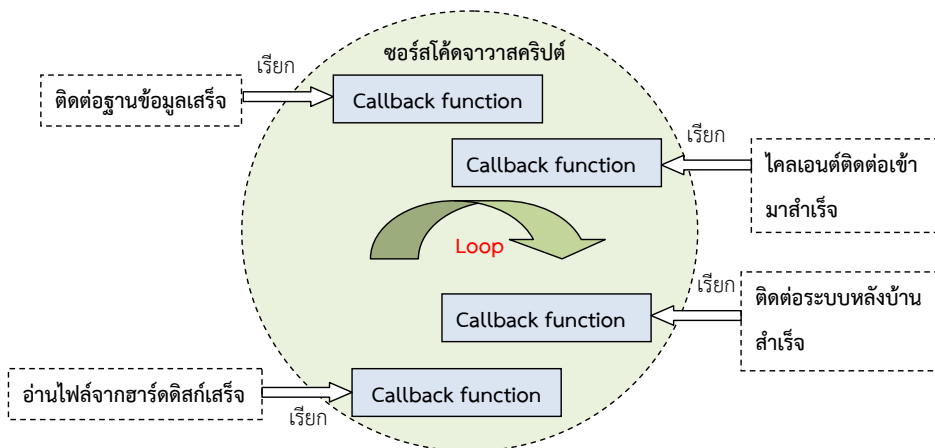 ซอร์สโค้ดจาวาสคริปต์
เรียก
ติดต่อฐานข้อมูลเสร็จ
Callback function
เรียก
Callback function
ไคลเอนต์ติดต่อเข้า
มาสำเร็จ
Loop
เรียก
ติดต่อระบบหลังบ้าน
สำเร็จ
Callback function
อ่านไฟล์จากฮาร์ดดิสก์เสร็จ
Callback function
เรียก